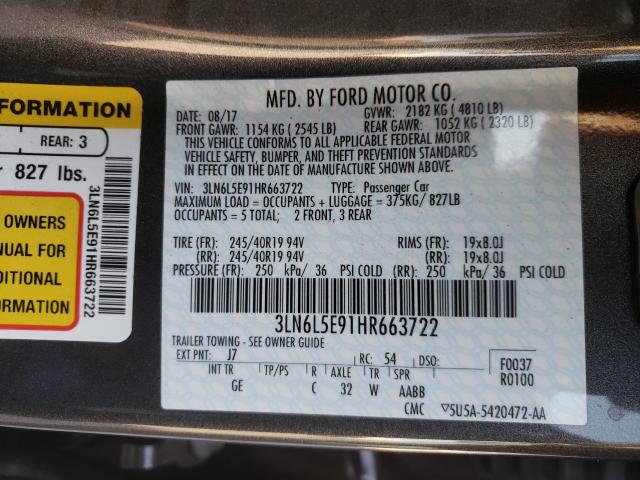 FORMATION
REAR: 3
827 lbs.
OWNERS
NUAL FOR
DITIONAL
FORMATION
3LN6L5E91HR663722
MFD. BY FORD MOTOR CO.
DATE: 08/17 GVWR: 2182 KG ( 4810 LB)
FRONT GAWR: 1154 KG ( 2545 LB) REAR GAWR: 1052 KG ( 2320 LB)
THIS VEHICLE CONFORMS TO ALL APPLICABLE FEDERAL MOTOR
VEHICLE SAFETY, BUMPER, AND THEFT PREVENTION STANDARDS
IN EFFECT ON THE DATE OF MANUFACTURE SHOWN ABOVE.
VIN: 3LN6L5E91HR663722 TYPE: Passenger Car
MAXIMUM LOAD = OCCUPANTS + LUGGAGE = 375KG/ 827LB
OCCUPANTS = 5 TOTAL; 2 FRONT, 3 REAR
TIRE (FR): 245/40R19 94V RIMS (FR): 19x8.0J
(RR): 245/40R19 94V (RR): 19x8.0J
PRESSURE (FR): 250 kPa/ 36 PSI COLD (RR): 250 kPa/ 36 PSI COLD
3LN6L5E91HR663722
TRAILER TOWING - SEE OWNER GUIDE
EXT PNT: J7 RC: 54 DSO: F0037
R0100
INT TR TP/PS R AXLE TR SPR
GE C 32 W AABB
CMC ▽5U5A-5420472-AA